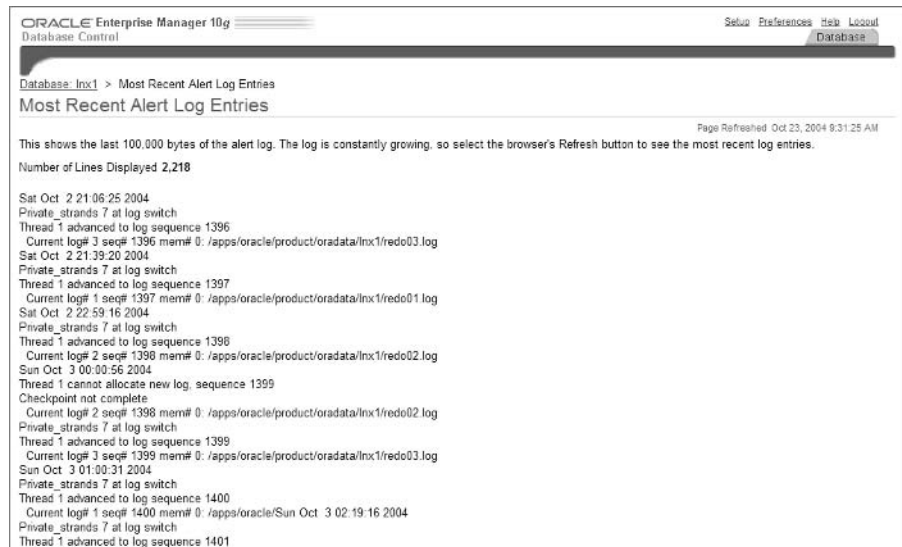 ORACLE Enterprise Manager 10g
Database Control
Setup Preferences Help Logout
Database
Database: lnx1 > Most Recent Alert Log Entries
Most Recent Alert Log Entries
Page Refreshed Oct 23, 2004 9:31:25 AM
This shows the last 100,000 bytes of the alert log. The log is constantly growing, so select the browser's Refresh button to see the most recent log entries.
Number of Lines Displayed 2,218
Sat Oct 2 21:06:25 2004
Private_strands 7 at log switch
Thread 1 advanced to log sequence 1396
Current log# 3 seq# 1396 mem# 0: /apps/oracle/product/oradata/lnx1/redo03.log
Sat Oct 2 21:39:20 2004
Private_strands 7 at log switch
Thread 1 advanced to log sequence 1397
Current log# 1 seq# 1397 mem# 0: /apps/oracle/product/oradata/lnx1/redo01.log
Sat Oct 2 22:59:16 2004
Private_strands 7 at log switch
Thread 1 advanced to log sequence 1398
Current log# 2 seq# 1398 mem# 0: /apps/oracle/product/oradata/lnx1/redo02.log
Sun Oct 3 00:00:56 2004
Thread 1 cannot allocate new log, sequence 1399
Checkpoint not complete
Current log# 2 seq# 1398 mem# 0: /apps/oracle/product/oradata/lnx1/redo02.log
Private_strands 7 at log switch
Thread 1 advanced to log sequence 1399
Current log# 3 seq# 1399 mem# 0: /apps/oracle/product/oradata/lnx1/redo03.log
Sun Oct 3 01:00:31 2004
Private_strands 7 at log switch
Thread 1 advanced to log sequence 1400
Current log# 1 seq# 1400 mem# 0: /apps/oracle/Sun Oct 3 02:19:16 2004
Private_strands 7 at log switch
Thread 1 advanced to log sequence 1401